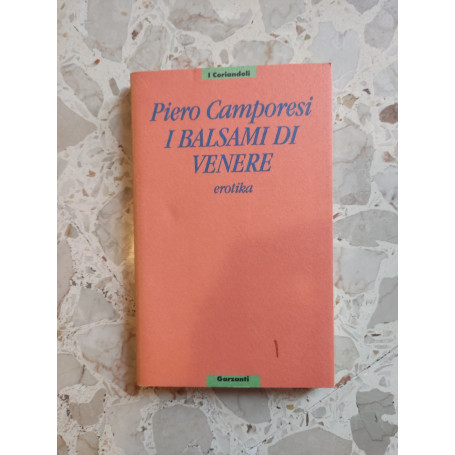 I Coriandoli
Piero Camporesi
I BALSAMI DI
VENERE
erotika
Garzanti